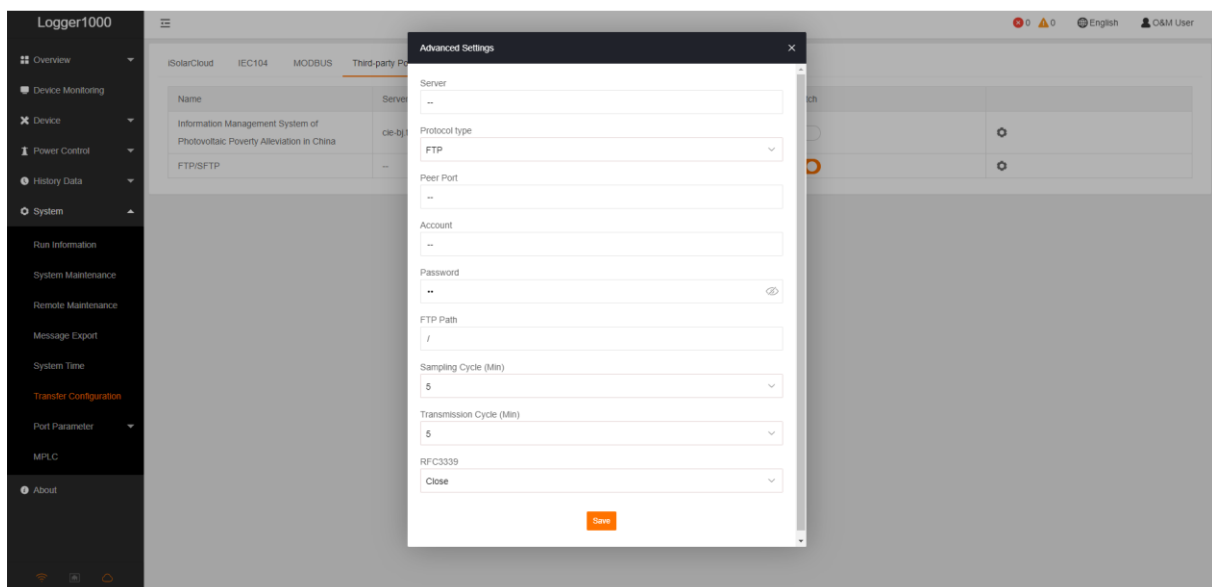 Logger1000
0
0
English
O&M User
Overview
Device Monitoring
Device
Power Control
History Data
System
Run Information
System Maintenance
Remote Maintenance
Message Export
System Time
Transfer Configuration
Port Parameter
MPLC
About
iSolarCloud
IEC104
MODBUS
Third-party Po
Name
Server
tch
Information Management System of
Photovoltaic Poverty Alleviation in China
cie-bj.t
FTP/SFTP
--
Advanced Settings
Server
--
Protocol type
FTP
Peer Port
--
Account
--
Password
••
FTP Path
/
Sampling Cycle (Min)
5
Transmission Cycle (Min)
5
RFC3339
Close
Save